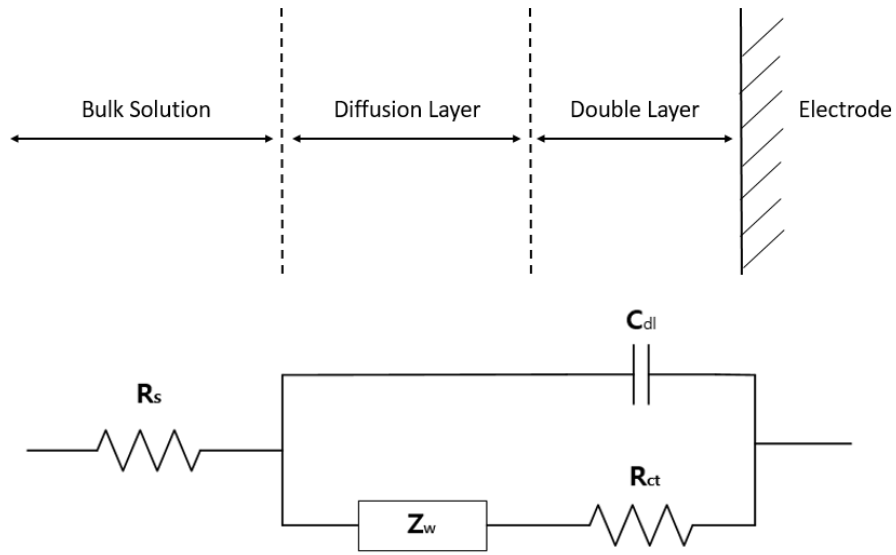 Bulk Solution Diffusion Layer Double Layer Electrode
Cdl
Rs
Rct
Zw